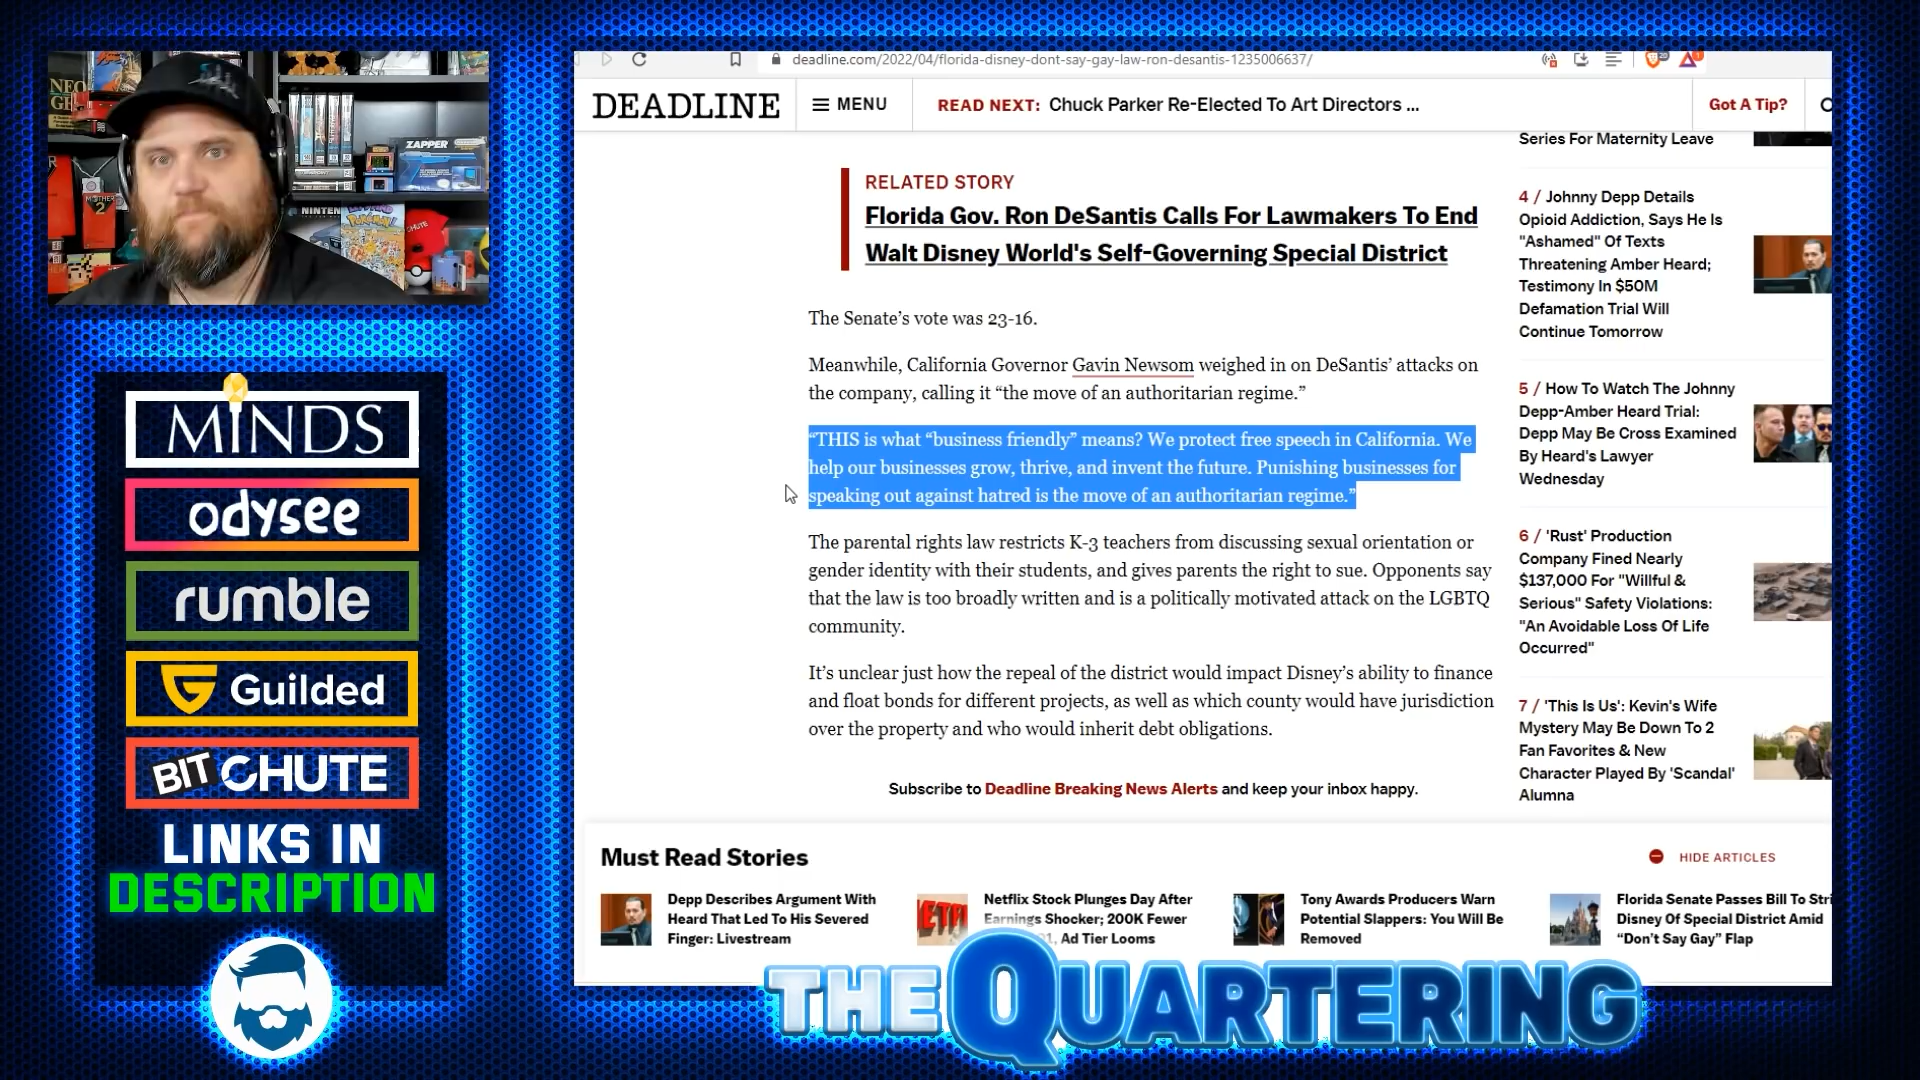 NEO
GE
ZAPPER
NINTEN
MOTHER
2
POKéMON
CHUTE
MINDS
odysee
rumble
Guilded
BIT CHUTE
LINKS IN
DESCRIPTION
deadline.com/2022/04/florida-disney-dont-say-gay-law-ron-desantis-1235006637/
DEADLINE
MENU
READ NEXT: Chuck Parker Re-Elected To Art Directors ...
Got A Tip?
RELATED STORY
Florida Gov. Ron DeSantis Calls For Lawmakers To End
Walt Disney World's Self-Governing Special District
The Senate’s vote was 23-16.
Meanwhile, California Governor Gavin Newsom weighed in on DeSantis’ attacks on
the company, calling it “the move of an authoritarian regime.”
“THIS is what “business friendly” means? We protect free speech in California. We
help our businesses grow, thrive, and invent the future. Punishing businesses for
speaking out against hatred is the move of an authoritarian regime.”
The parental rights law restricts K-3 teachers from discussing sexual orientation or
gender identity with their students, and gives parents the right to sue. Opponents say
that the law is too broadly written and is a politically motivated attack on the LGBTQ
community.
It’s unclear just how the repeal of the district would impact Disney’s ability to finance
and float bonds for different projects, as well as which county would have jurisdiction
over the property and who would inherit debt obligations.
Subscribe to Deadline Breaking News Alerts and keep your inbox happy.
Series For Maternity Leave
4 / Johnny Depp Details
Opioid Addiction, Says He Is
"Ashamed" Of Texts
Threatening Amber Heard;
Testimony In $50M
Defamation Trial Will
Continue Tomorrow
5 / How To Watch The Johnny
Depp-Amber Heard Trial:
Depp May Be Cross Examined
By Heard's Lawyer
Wednesday
6 / 'Rust' Production
Company Fined Nearly
$137,000 For "Willful &
Serious" Safety Violations:
"An Avoidable Loss Of Life
Occurred"
7 / 'This Is Us': Kevin's Wife
Mystery May Be Down To 2
Fan Favorites & New
Character Played By 'Scandal'
Alumna
Must Read Stories
HIDE ARTICLES
Depp Describes Argument With
Heard That Led To His Severed
Finger: Livestream
Netflix Stock Plunges Day After
Earnings Shocker; 200K Fewer
Ad Tier Looms
Tony Awards Producers Warn
Potential Slappers: You Will Be
Removed
Florida Senate Passes Bill To Stri
Disney Of Special District Amid
“Don’t Say Gay” Flap
THE QUARTERING